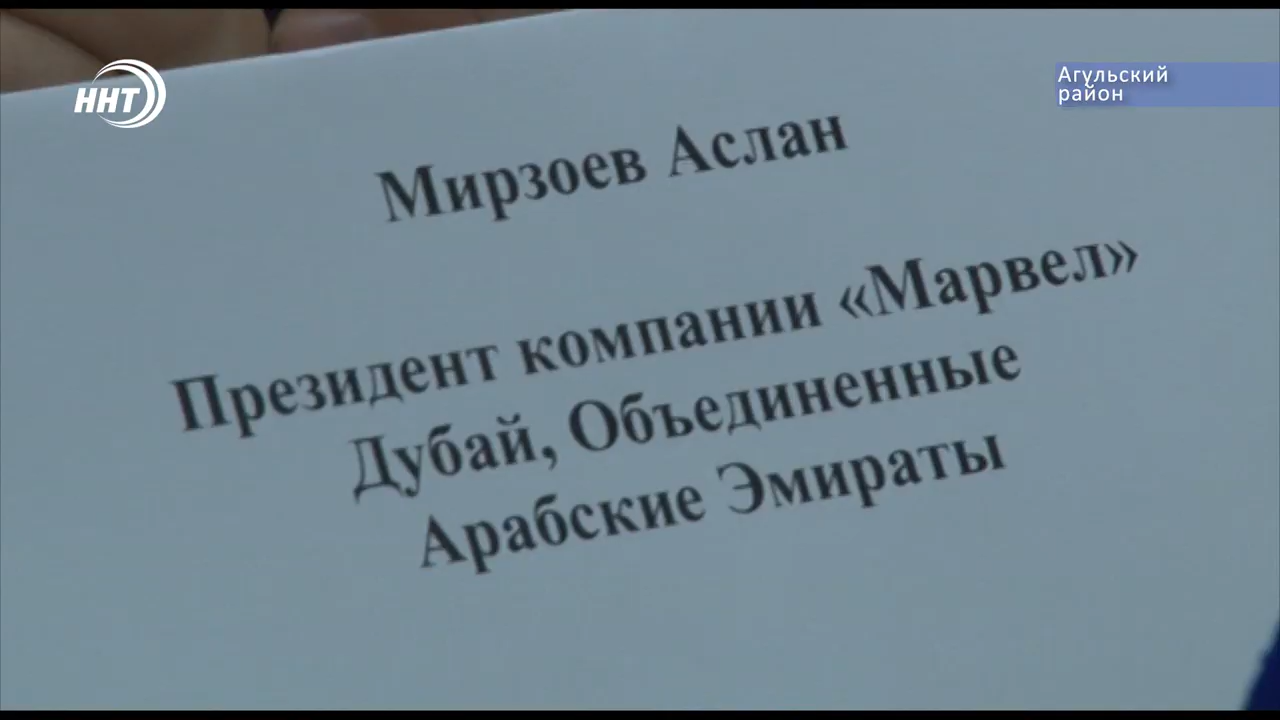 ННТ
Агульский
район
Мирзоев Аслан
Президент компании «Марвел»
Дубай, Объединенные
Арабские Эмираты